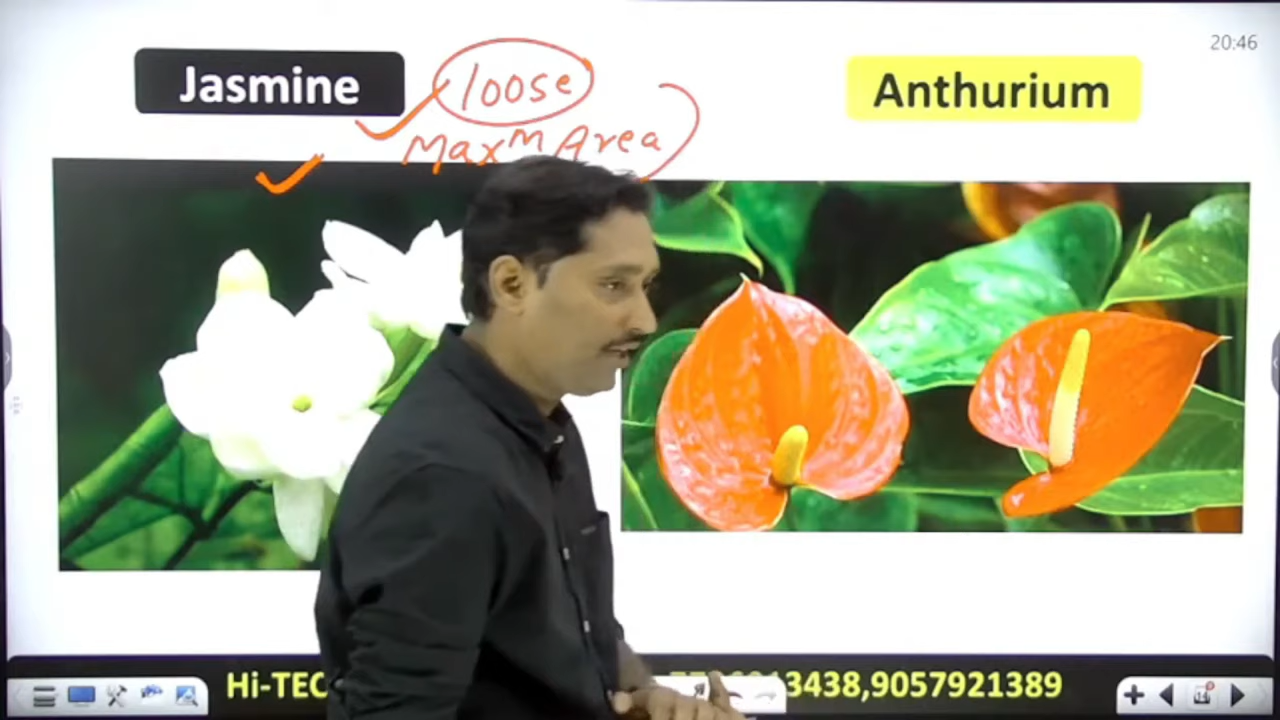 20:46
Jasmine
loose
Anthurium
Maxᵐ Area
Hi-TEC
3438,9057921389